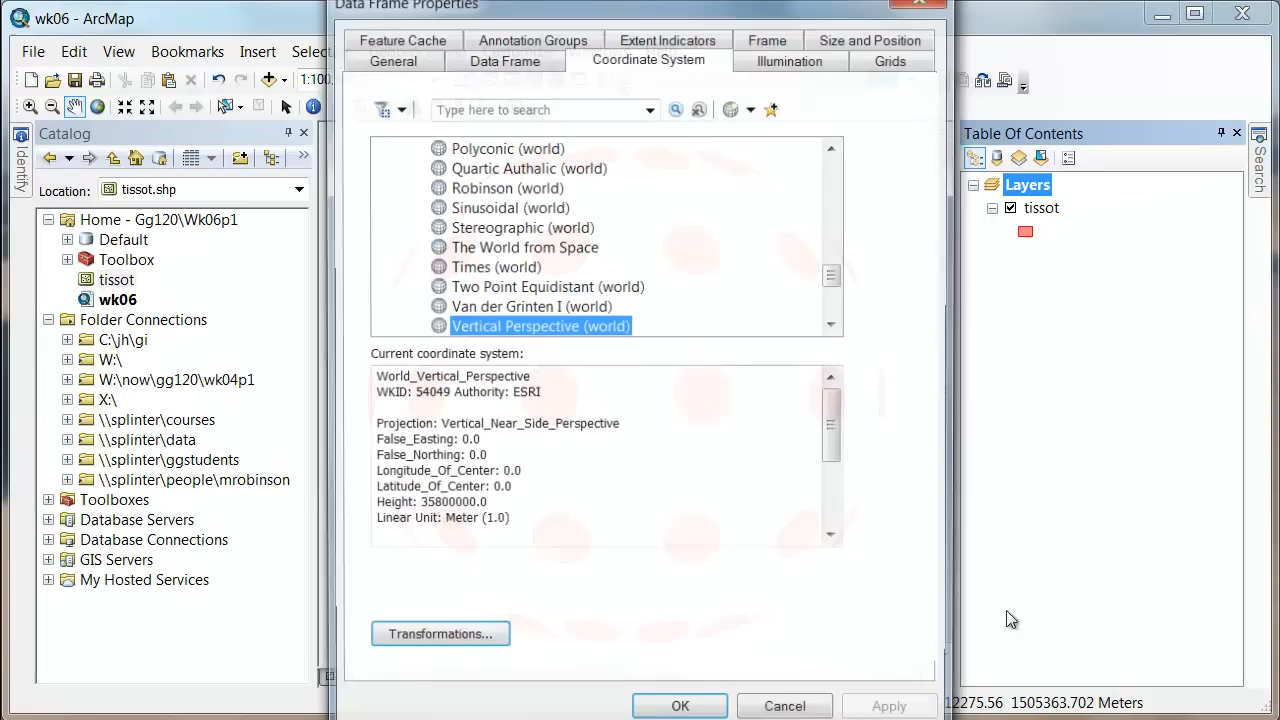 wk06 - ArcMap
Data Frame Properties
File Edit View Bookmarks Insert Select
Feature Cache Annotation Groups Extent Indicators Frame Size and Position
General Data Frame Coordinate System Illumination Grids
1:100,
Type here to search
Catalog
Location: tissot.shp
Home - Gg120\Wk06p1
Default
Toolbox
tissot
wk06
Folder Connections
C:\jh\gi
W:\
W:\now\gg120\wk04p1
X:\
\\splinter\courses
\\splinter\data
\\splinter\ggstudents
\\splinter\people\mrobinson
Toolboxes
Database Servers
Database Connections
GIS Servers
My Hosted Services
Identify
Polyconic (world)
Quartic Authalic (world)
Robinson (world)
Sinusoidal (world)
Stereographic (world)
The World from Space
Times (world)
Two Point Equidistant (world)
Van der Grinten I (world)
Vertical Perspective (world)
Current coordinate system:
World_Vertical_Perspective
WKID: 54049 Authority: ESRI
Projection: Vertical_Near_Side_Perspective
False_Easting: 0.0
False_Northing: 0.0
Longitude_Of_Center: 0.0
Latitude_Of_Center: 0.0
Height: 35800000.0
Linear Unit: Meter (1.0)
Transformations...
OK Cancel Apply
Table Of Contents
Layers
tissot
Search
12275.56 1505363.702 Meters